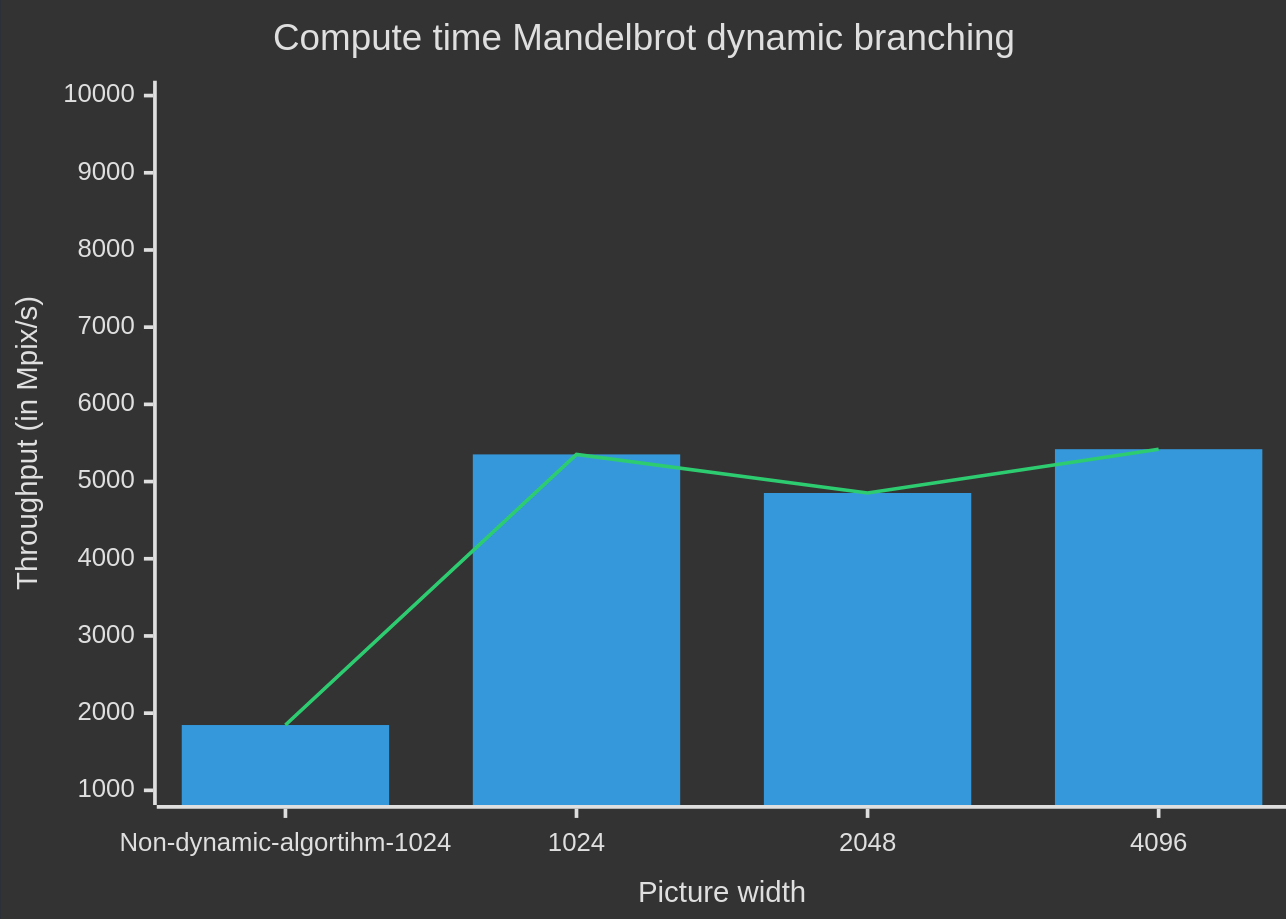 Compute time Mandelbrot dynamic branching
Throughput (in Mpix/s)
10000
9000
8000
7000
6000
5000
4000
3000
2000
1000
Non-dynamic-algortihm-1024 1024 2048 4096
Picture width